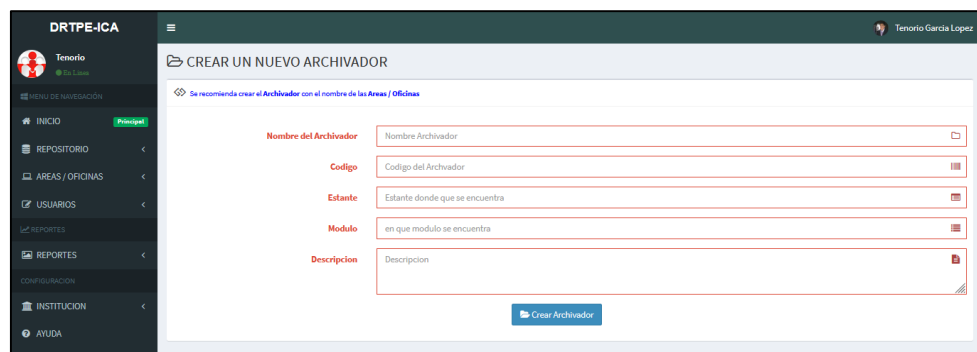 DRTPE-ICA
Tenorio Garcia Lopez
Tenorio
En Linea
MENU DE NAVEGACIÓN
INICIO
Principal
REPOSITORIO
AREAS / OFICINAS
USUARIOS
REPORTES
REPORTES
CONFIGURACION
INSTITUCION
AYUDA
CREAR UN NUEVO ARCHIVADOR
Se recomienda crear el Archivador con el nombre de las Areas / Oficinas
Nombre del Archivador
Nombre Archivador
Codigo
Codigo del Archvador
Estante
Estante donde que se encuentra
Modulo
en que modulo se encuentra
Descripcion
Descripcion
Crear Archivador